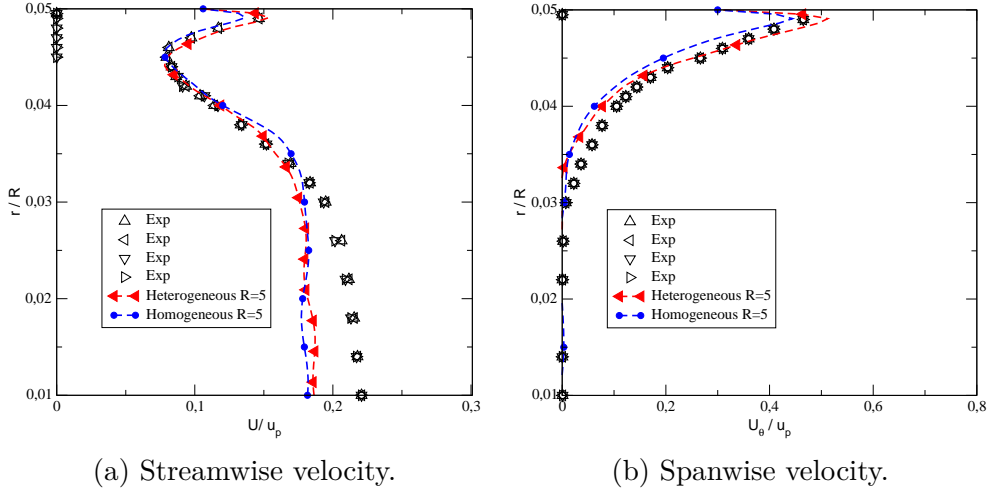 0,05
0,04
0,03
0,02
0,01
r / R
Exp
Exp
Exp
Exp
Heterogeneous R=5
Homogeneous R=5
0
0,1
0,2
0,3
U/ u_p
(a) Streamwise velocity.
0,05
0,04
0,03
0,02
0,01
r / R
Exp
Exp
Exp
Exp
Heterogeneous R=5
Homogeneous R=5
0
0,2
0,4
0,6
0,8
U_θ / u_p
(b) Spanwise velocity.